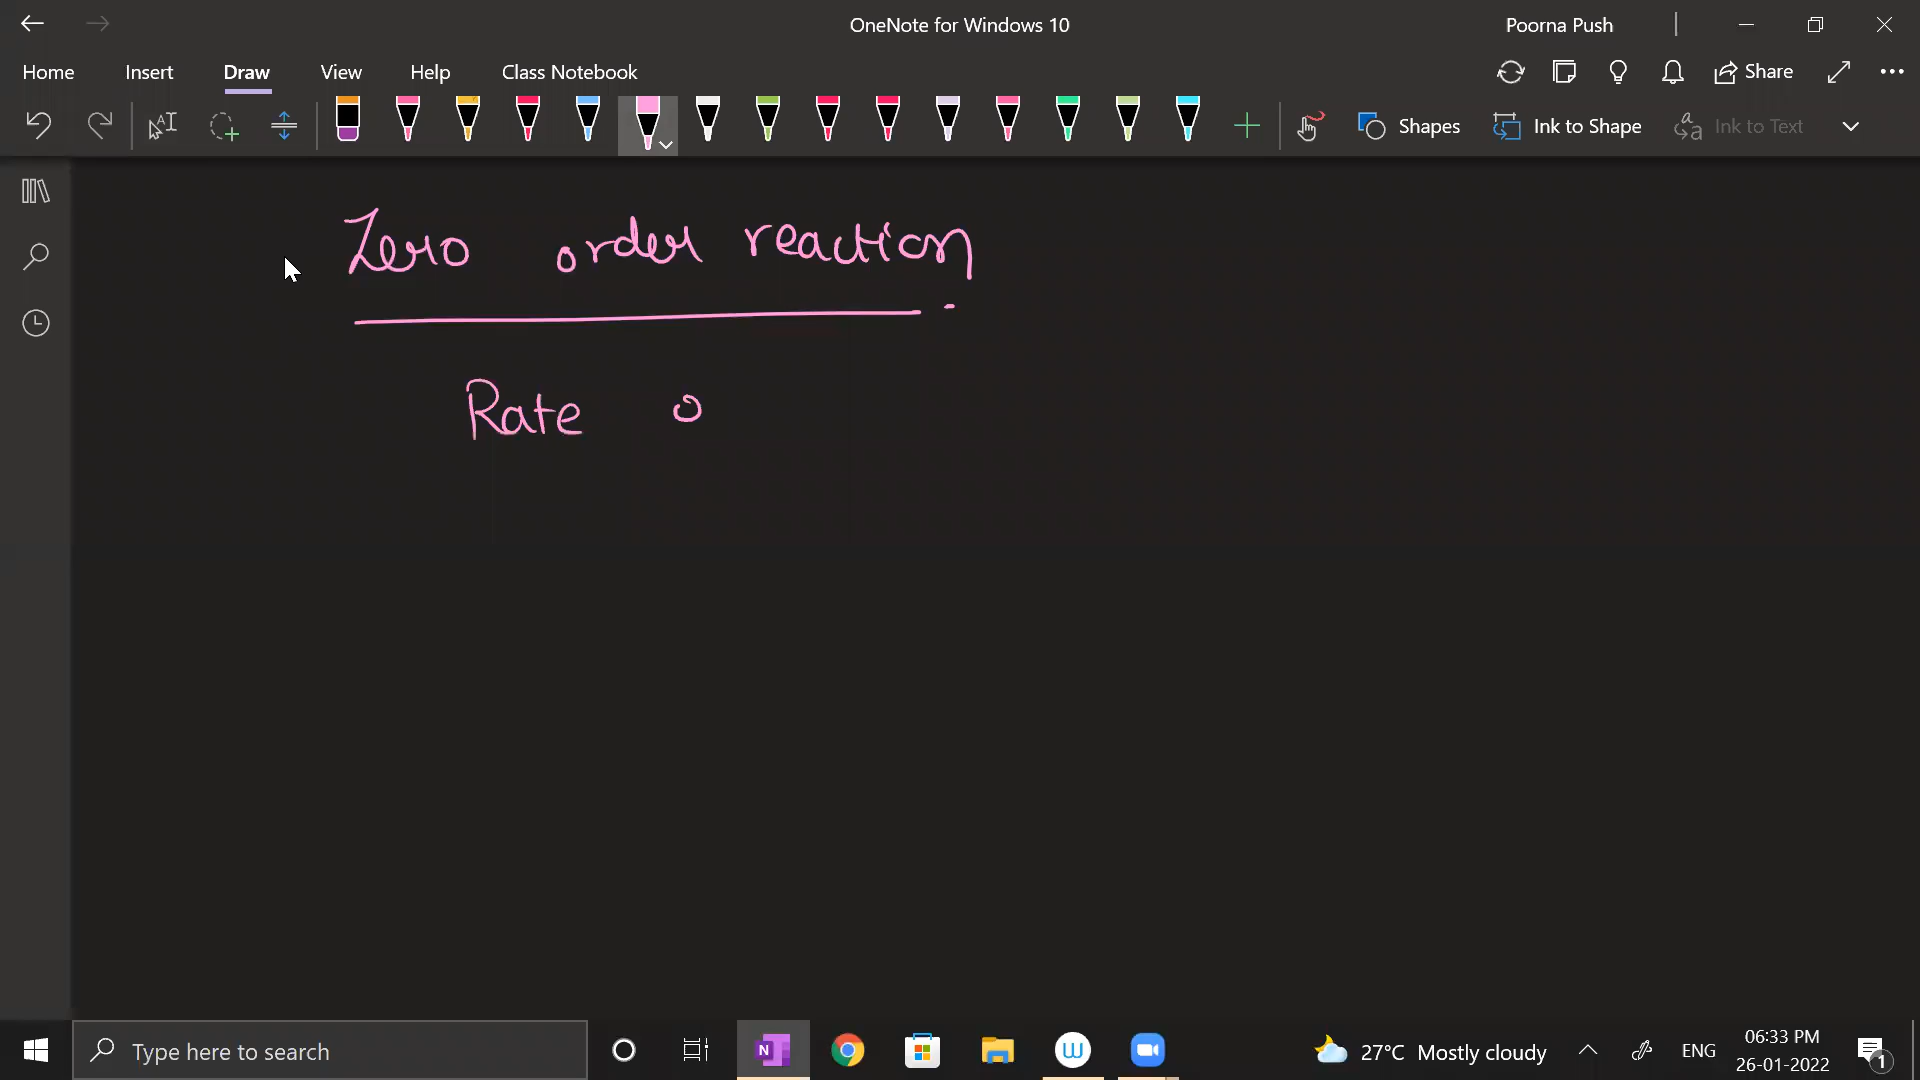 OneNote for Windows 10
Poorna Push
Home Insert Draw View Help Class Notebook
Share
Shapes Ink to Shape Ink to Text
Zero order reaction
Rate o
Type here to search
27°C Mostly cloudy
ENG
06:33 PM
26-01-2022
1